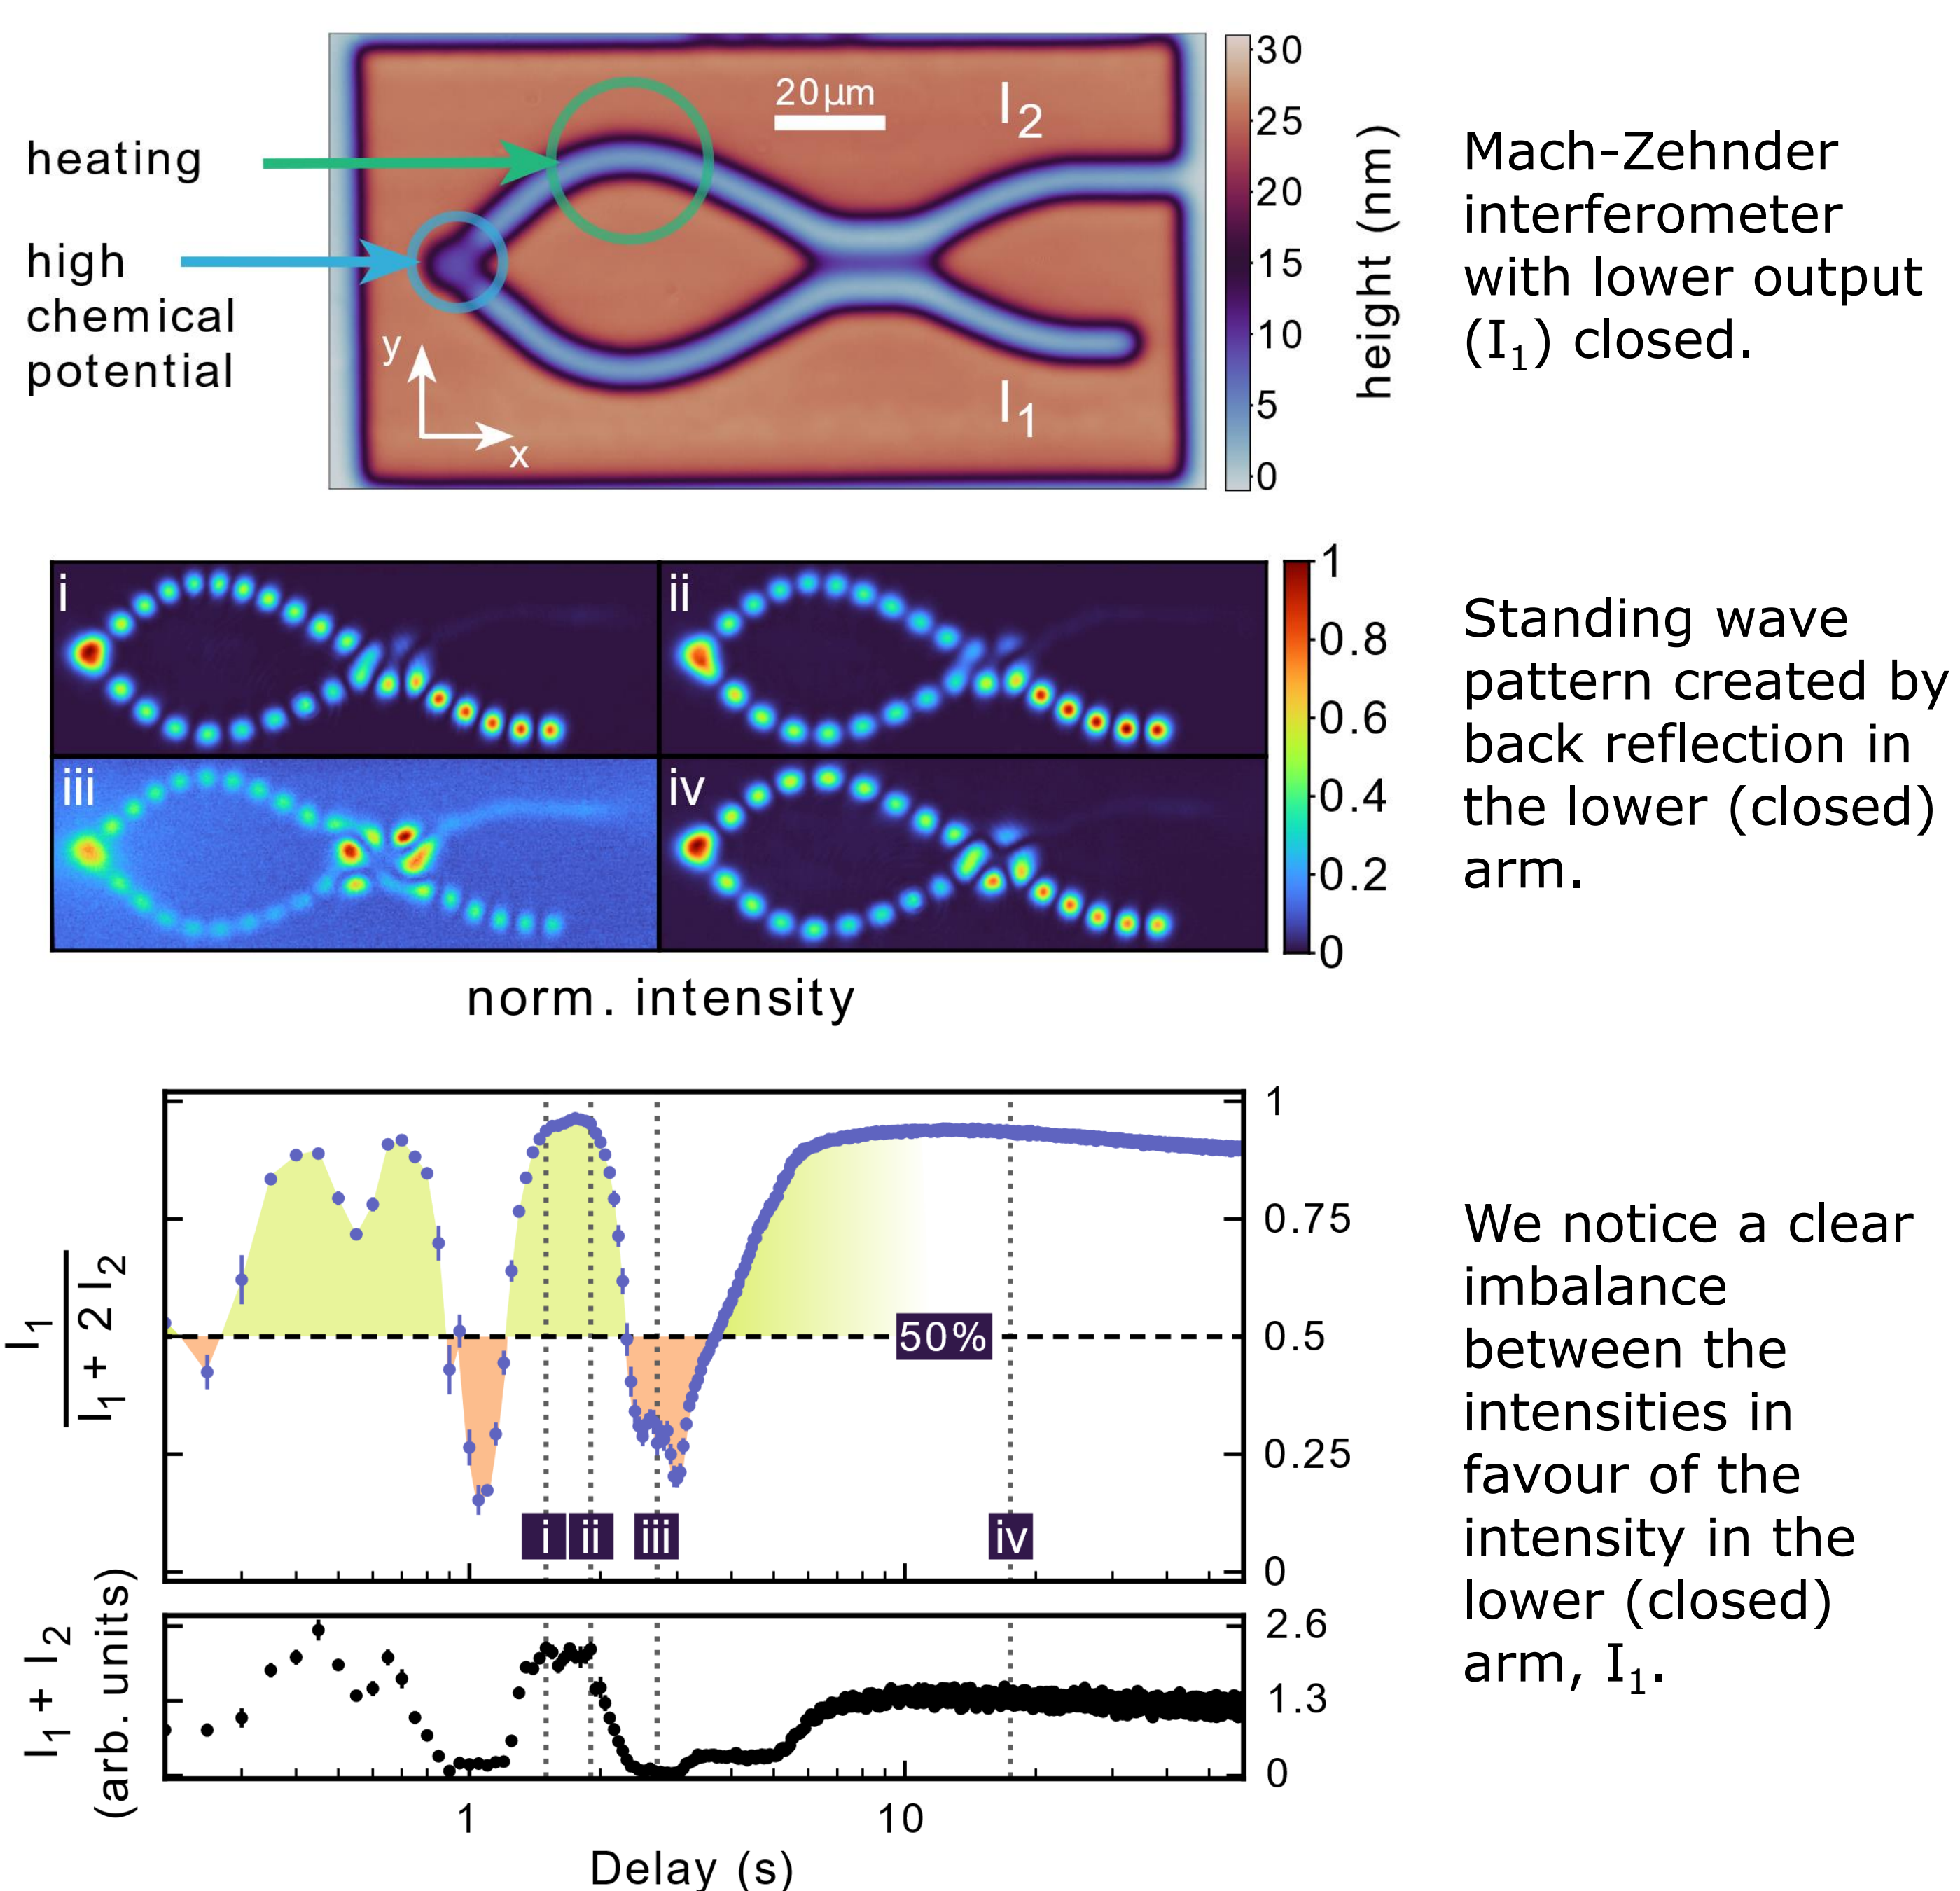 heating
high
chemical
potential
20μm
I2
I1
y
x
30
25
20
15
10
5
0
height (nm)
Mach-Zehnder
interferometer
with lower output
(I1) closed.
i
ii
iii
iv
1
0.8
0.6
0.4
0.2
0
norm. intensity
Standing wave
pattern created by
back reflection in
the lower (closed)
arm.
I1
I1 + 2 I2
1
0.75
0.5
0.25
0
50%
i
ii
iii
iv
I1 + I2
(arb. units)
2.6
1.3
0
1
10
Delay (s)
We notice a clear
imbalance
between the
intensities in
favour of the
intensity in the
lower (closed)
arm, I1.